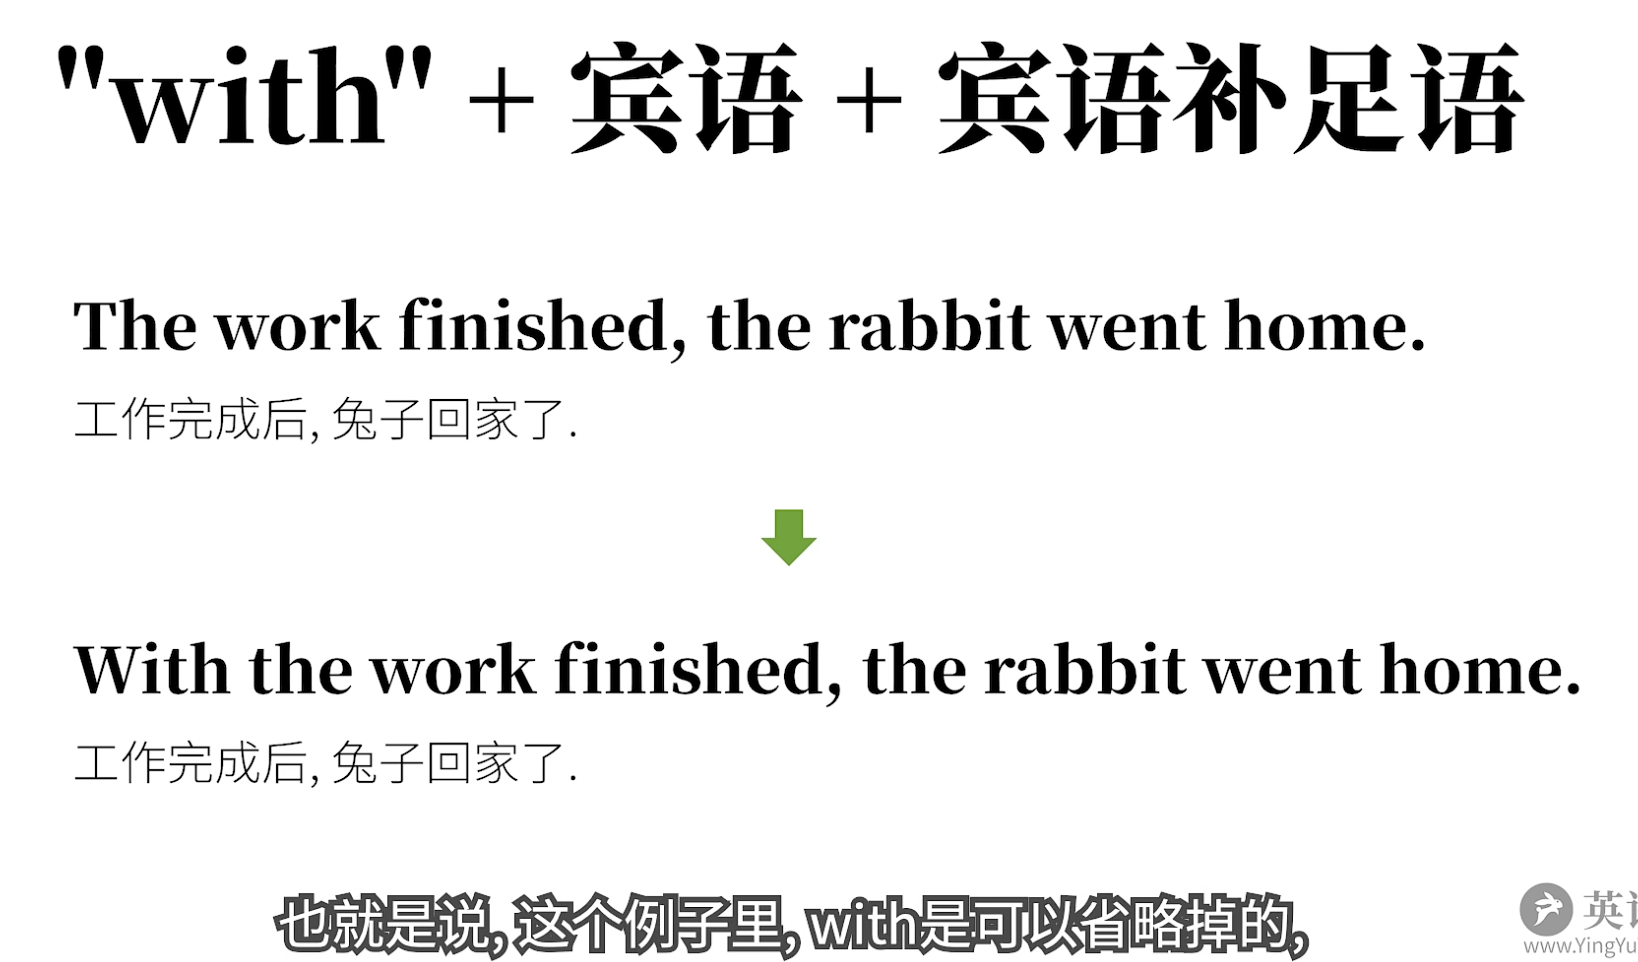 "with" + 宾语 + 宾语补足语
The work finished, the rabbit went home.
工作完成后, 兔子回家了.
With the work finished, the rabbit went home.
工作完成后, 兔子回家了.
也就是说, 这个例子里, with是可以省略掉的,
英语
www.YingYu